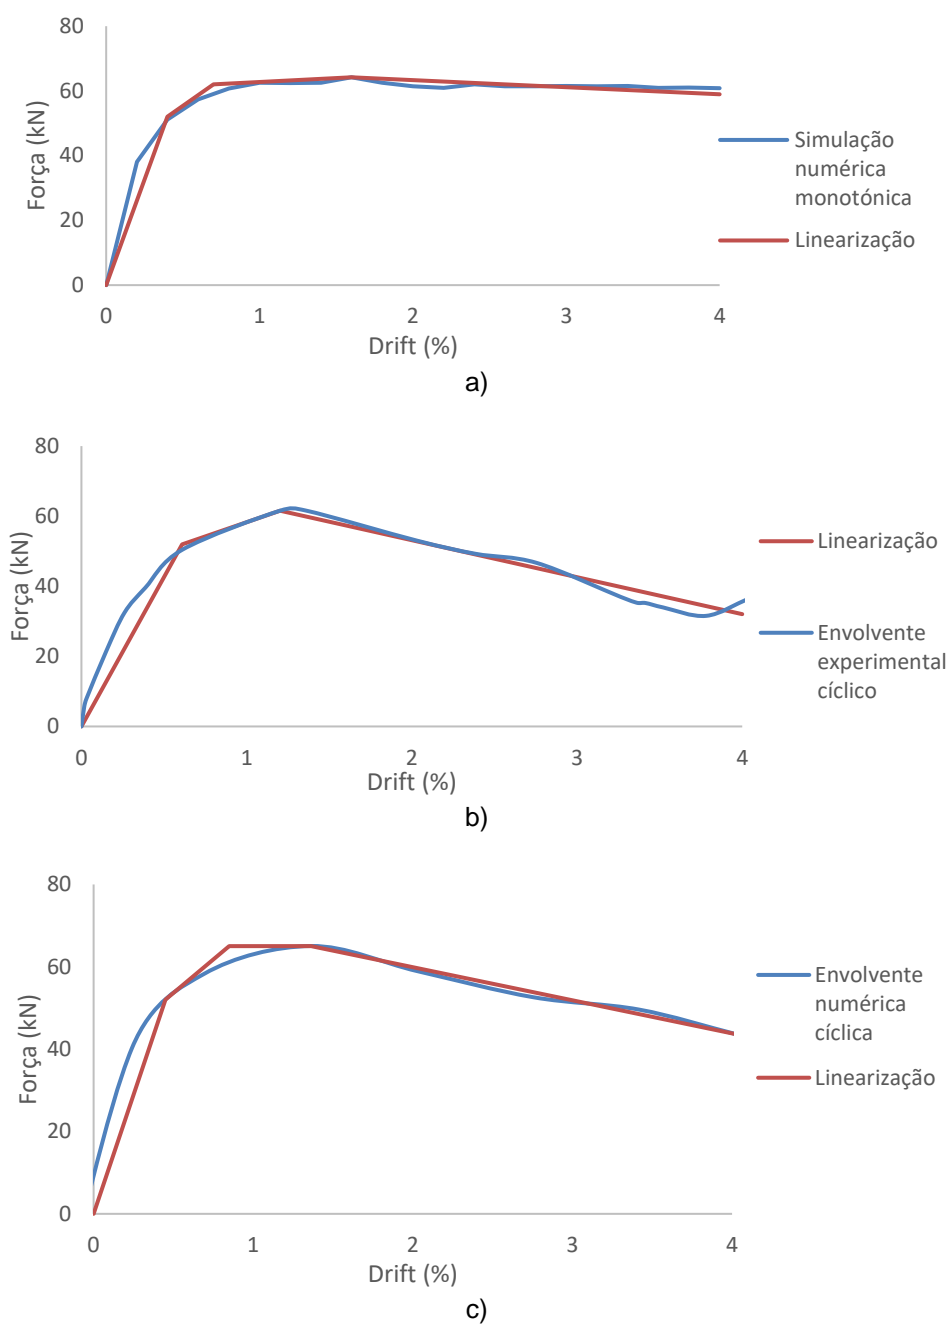 80
60
40
20
0
Força (kN)
0 1 2 3 4
Drift (%)
Simulação
numérica
monotónica
Linearização
a)
80
60
40
20
0
Força (kN)
0 1 2 3 4
Drift (%)
Linearização
Envolvente
experimental
cíclico
b)
80
60
40
20
0
Força (kN)
0 1 2 3 4
Drift (%)
Envolvente
numérica
cíclica
Linearização
c)